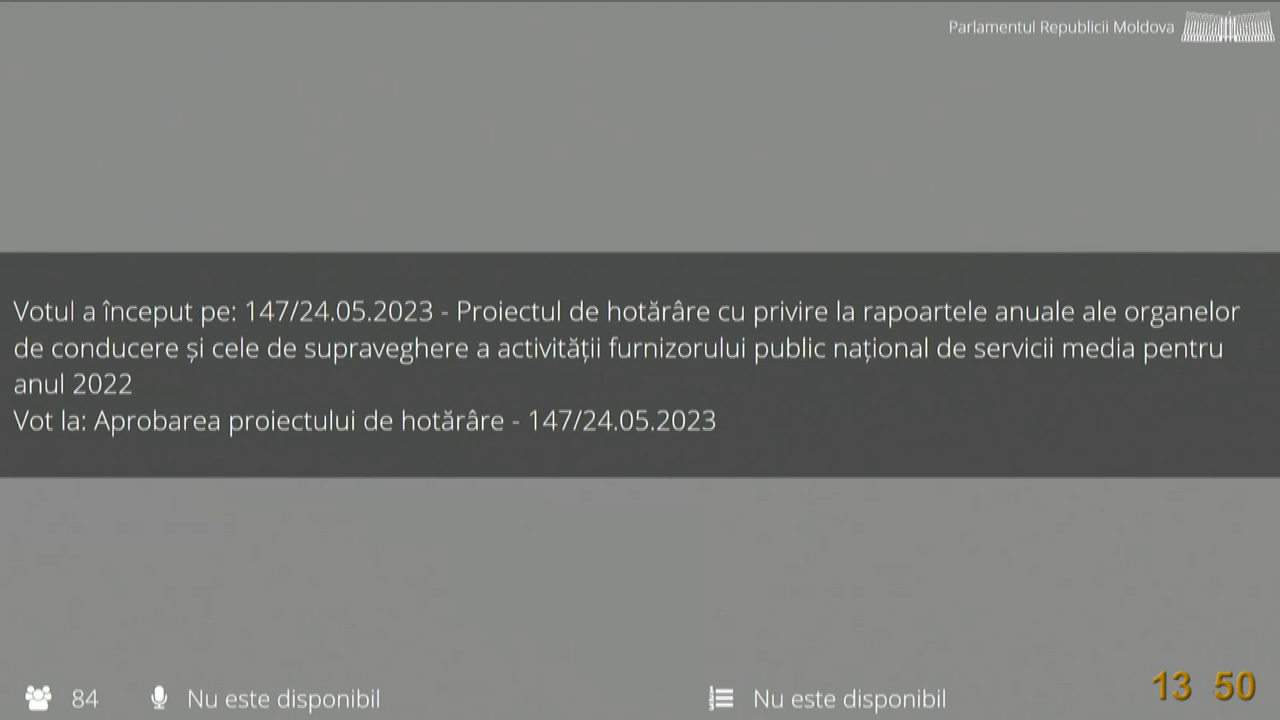 Parlamentul Republicii Moldova
Votul a început pe: 147/24.05.2023 - Proiectul de hotărâre cu privire la rapoartele anuale ale organelor
de conducere și cele de supraveghere a activității furnizorului public național de servicii media pentru
anul 2022
Vot la: Aprobarea proiectului de hotărâre - 147/24.05.2023
84 Nu este disponibil Nu este disponibil 13 50